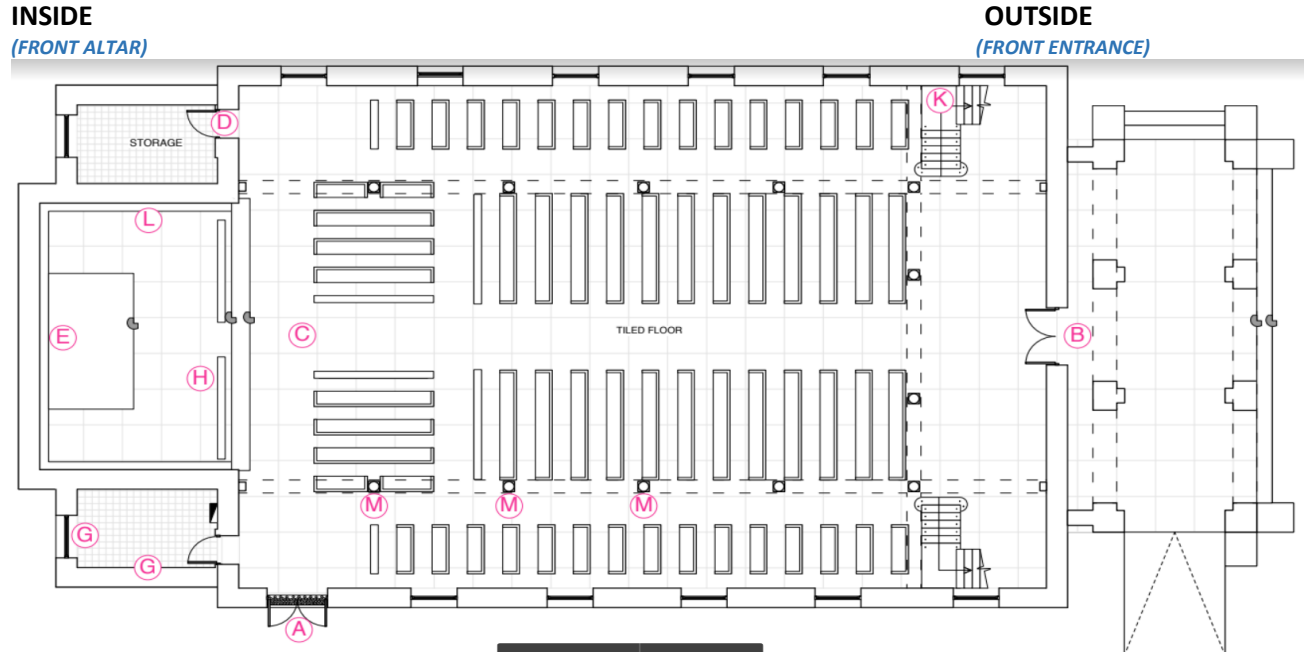 INSIDE
OUTSIDE
(FRONT ALTAR)
(FRONT ENTRANCE)
K
D
STORAGE
L
TILED FLOOR
C
B
E
H
M
M
M
G
G
A